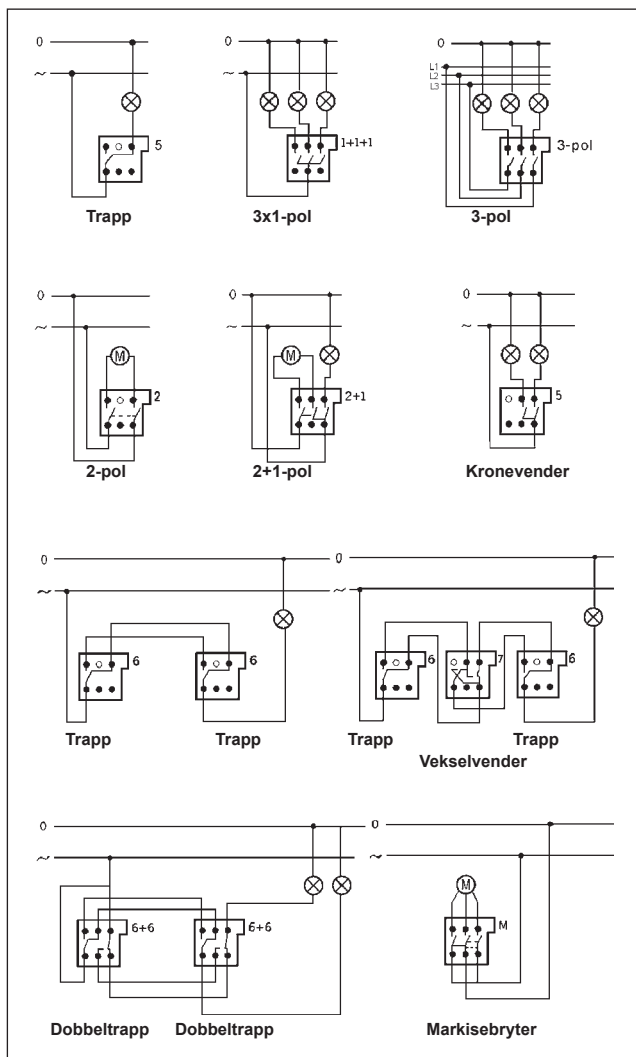 0 0 0
~ ~ L1
L2
L3
5 1+1+1 3-pol
Trapp 3x1-pol 3-pol
0 0 0
~ ~ ~
M M
2 2+1 5
2-pol 2+1-pol Kronevender
0 0
~ ~
6 6 6 7 6
Trapp Trapp Trapp Trapp
Vekselvender
0 0
~ ~
M
6+6 6+6 M
Dobbeltrapp Dobbeltrapp Markisebryter